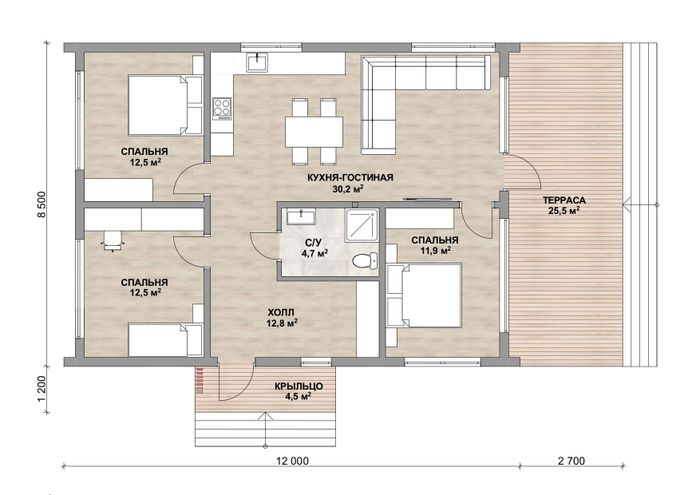 СПАЛЬНЯ
12,5 м²
КУХНЯ-ГОСТИНАЯ
30,2 м²
ТЕРРАСА
25,5 м²
8 500
С/У
4,7 м²
СПАЛЬНЯ
11,9 м²
СПАЛЬНЯ
12,5 м²
ХОЛЛ
12,8 м²
1 200
КРЫЛЬЦО
4,5 м²
12 000
2 700